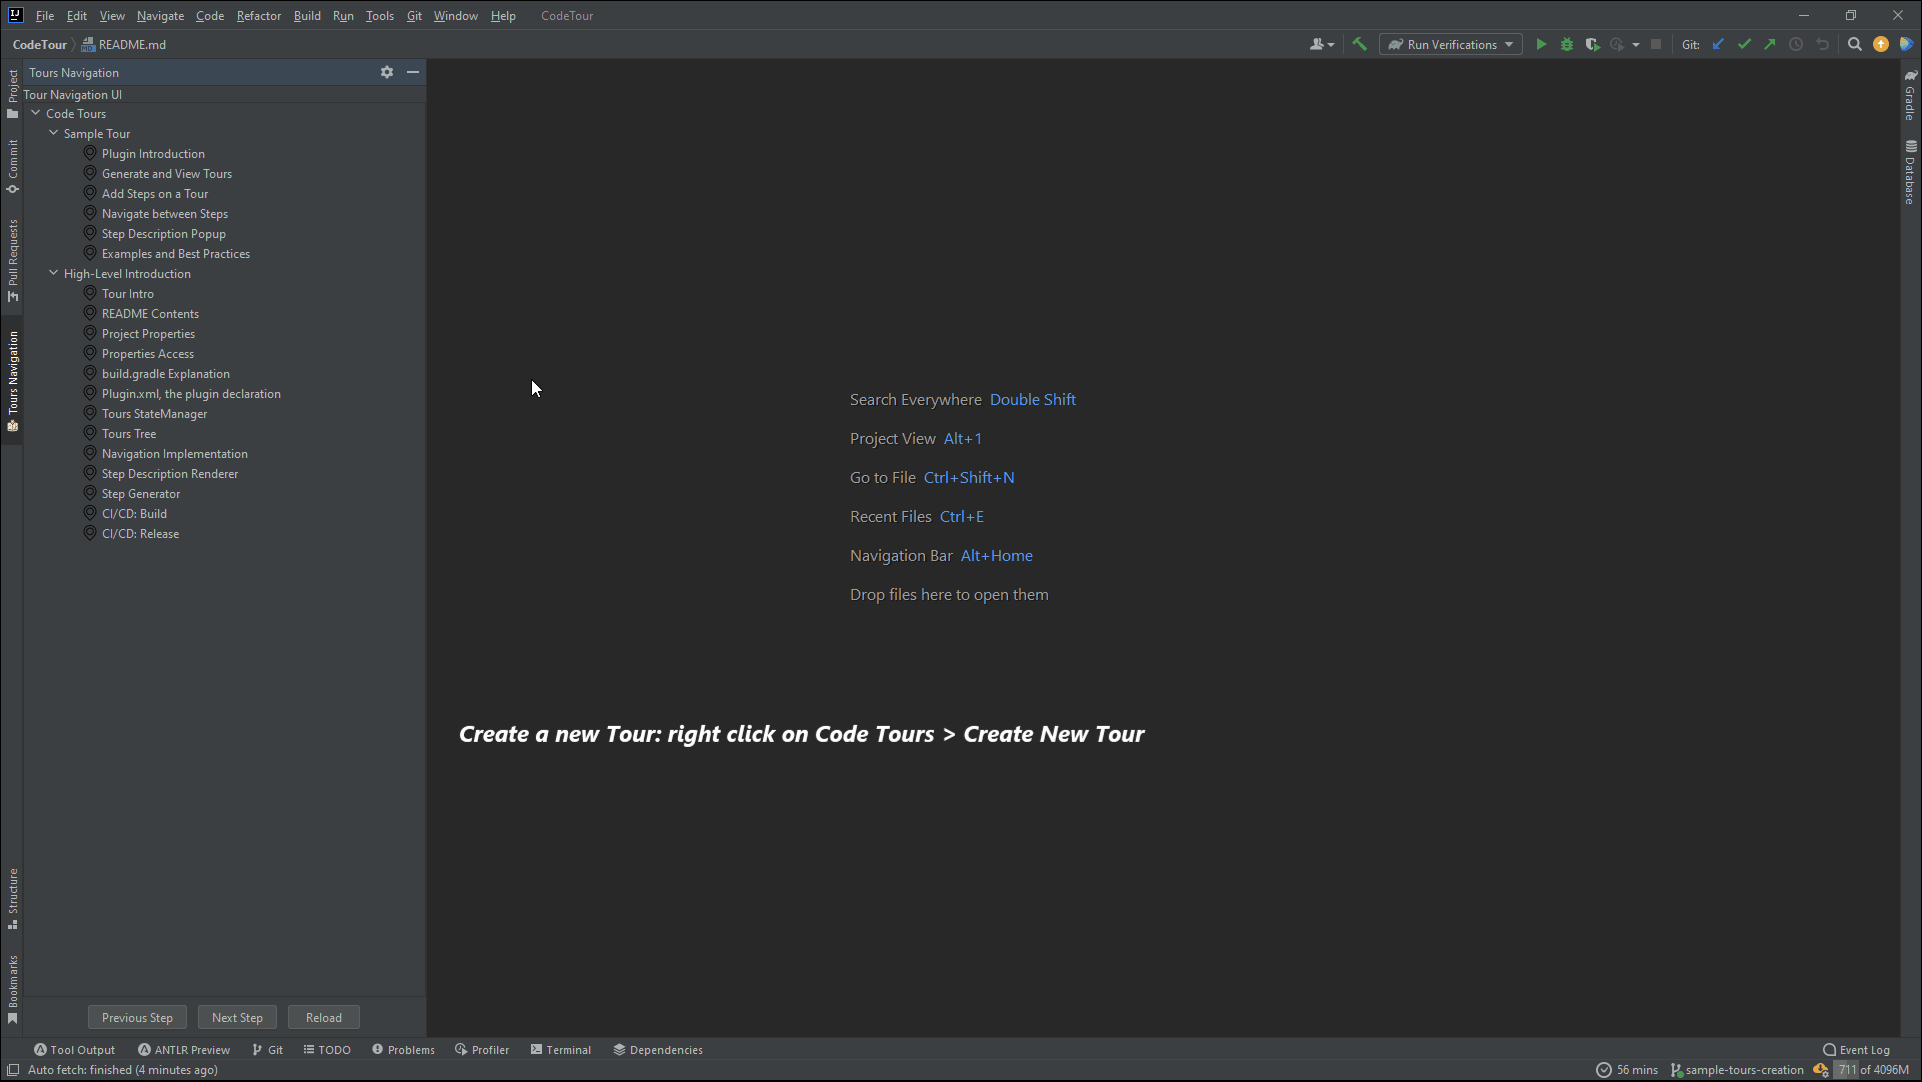 File Edit View Navigate Code Refactor Build Run Tools Git Window Help CodeTour
CodeTour README.md Run Verifications Git:
Tours Navigation
Tour Navigation UI
Code Tours
Sample Tour
Plugin Introduction
Generate and View Tours
Add Steps on a Tour
Navigate between Steps
Step Description Popup
Examples and Best Practices
High-Level Introduction
Tour Intro
README Contents
Project Properties
Properties Access
build.gradle Explanation
Plugin.xml, the plugin declaration
Tours StateManager
Tours Tree
Navigation Implementation
Step Description Renderer
Step Generator
CI/CD: Build
CI/CD: Release
Project
Commit
Pull Requests
Tours Navigation
Structure
Bookmarks
Search Everywhere Double Shift
Project View Alt+1
Go to File Ctrl+Shift+N
Recent Files Ctrl+E
Navigation Bar Alt+Home
Drop files here to open them
Create a new Tour: right click on Code Tours > Create New Tour
Gradle
Database
Previous Step Next Step Reload
Tool Output ANTLR Preview Git TODO Problems Profiler Terminal Dependencies Event Log
Auto fetch: finished (4 minutes ago) 56 mins sample-tours-creation 711 of 4096M